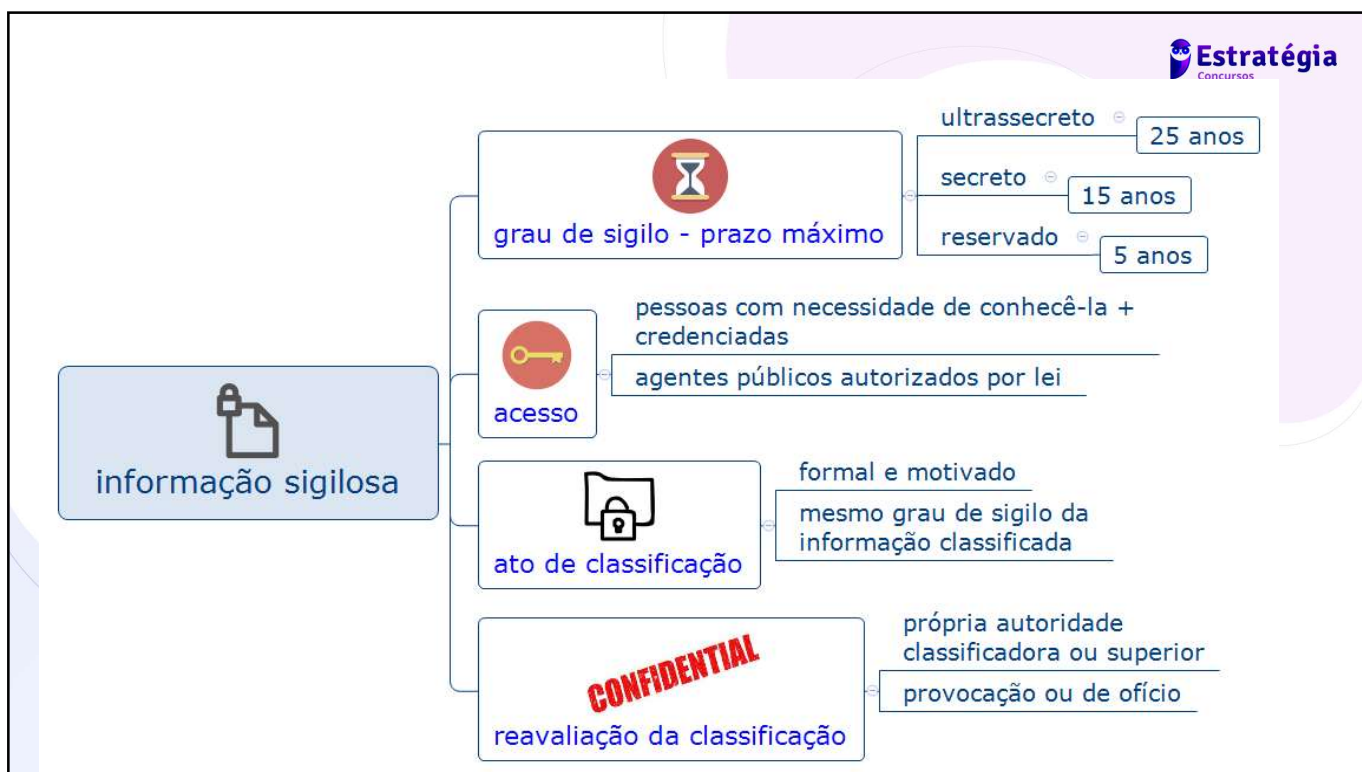 Estratégia
Concursos
ultrassecreto
25 anos
secreto
15 anos
reservado
5 anos
grau de sigilo - prazo máximo
pessoas com necessidade de conhecê-la +
credenciadas
agentes públicos autorizados por lei
acesso
informação sigilosa
formal e motivado
mesmo grau de sigilo da
informação classificada
ato de classificação
própria autoridade
classificadora ou superior
provocação ou de ofício
CONFIDENTIAL
reavaliação da classificação